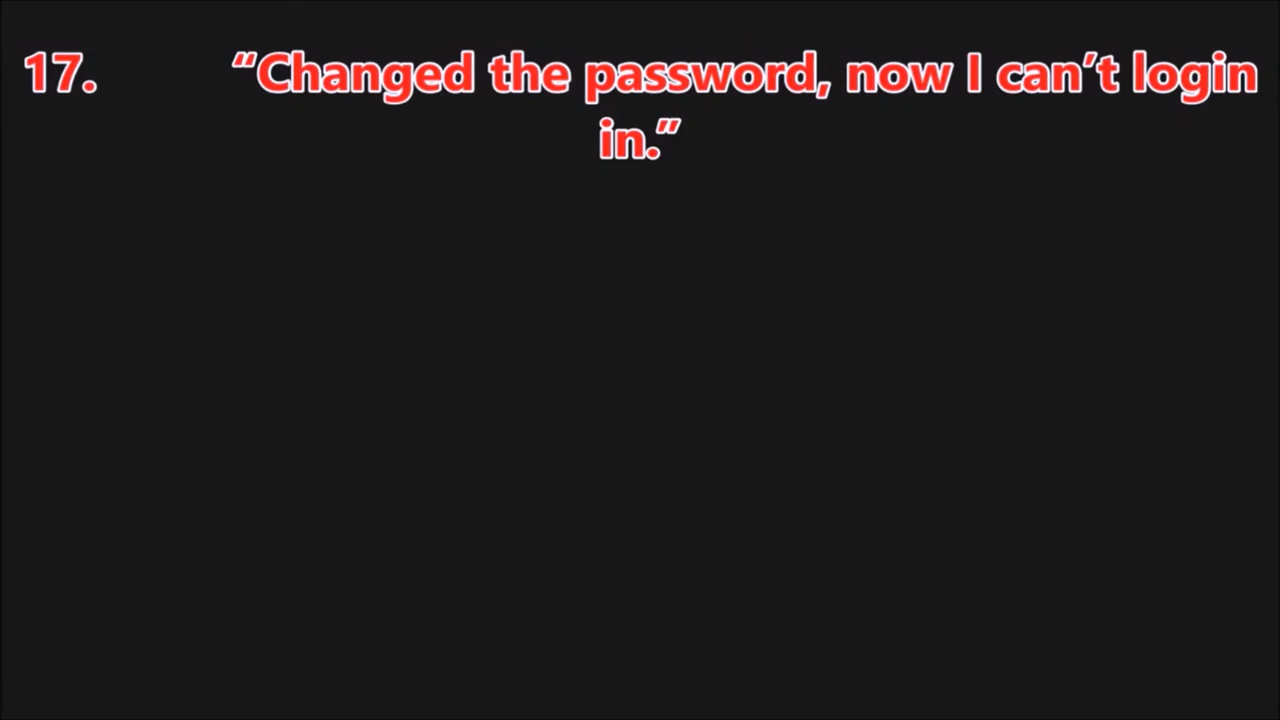 17. “Changed the password, now I can’t login
in.”